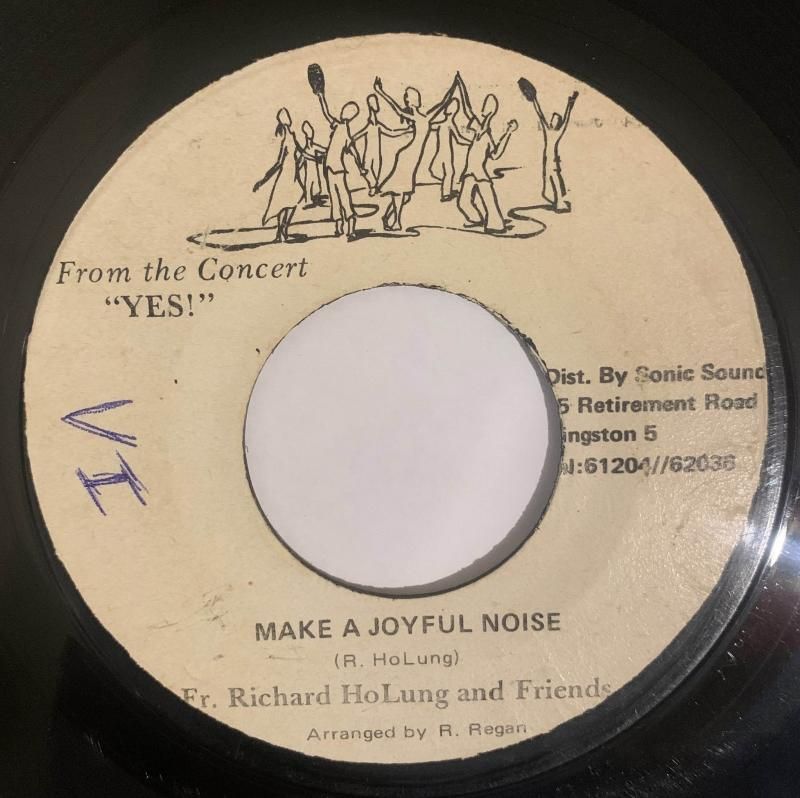 From the Concert
"YES!"
Dist. By Sonic Sound
5 Retirement Road
ingston 5
N:61204//62036
VI
MAKE A JOYFUL NOISE
(R. HoLung)
Fr. Richard HoLung and Friends
Arranged by R. Regan